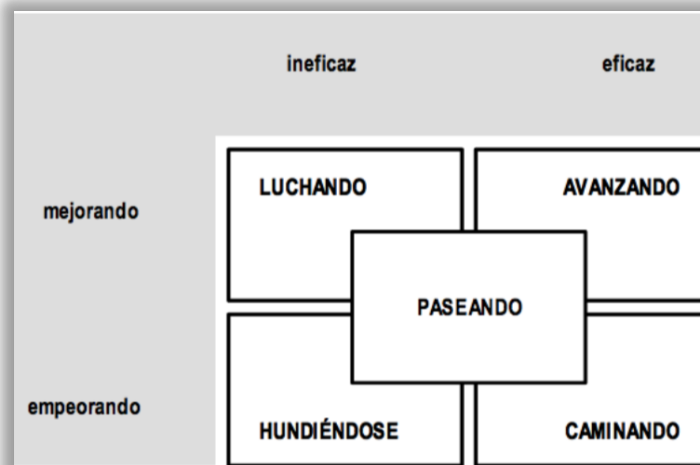 ineficaz eficaz
LUCHANDO AVANZANDO
mejorando
PASEANDO
empeorando
HUNDIÉNDOSE CAMINANDO